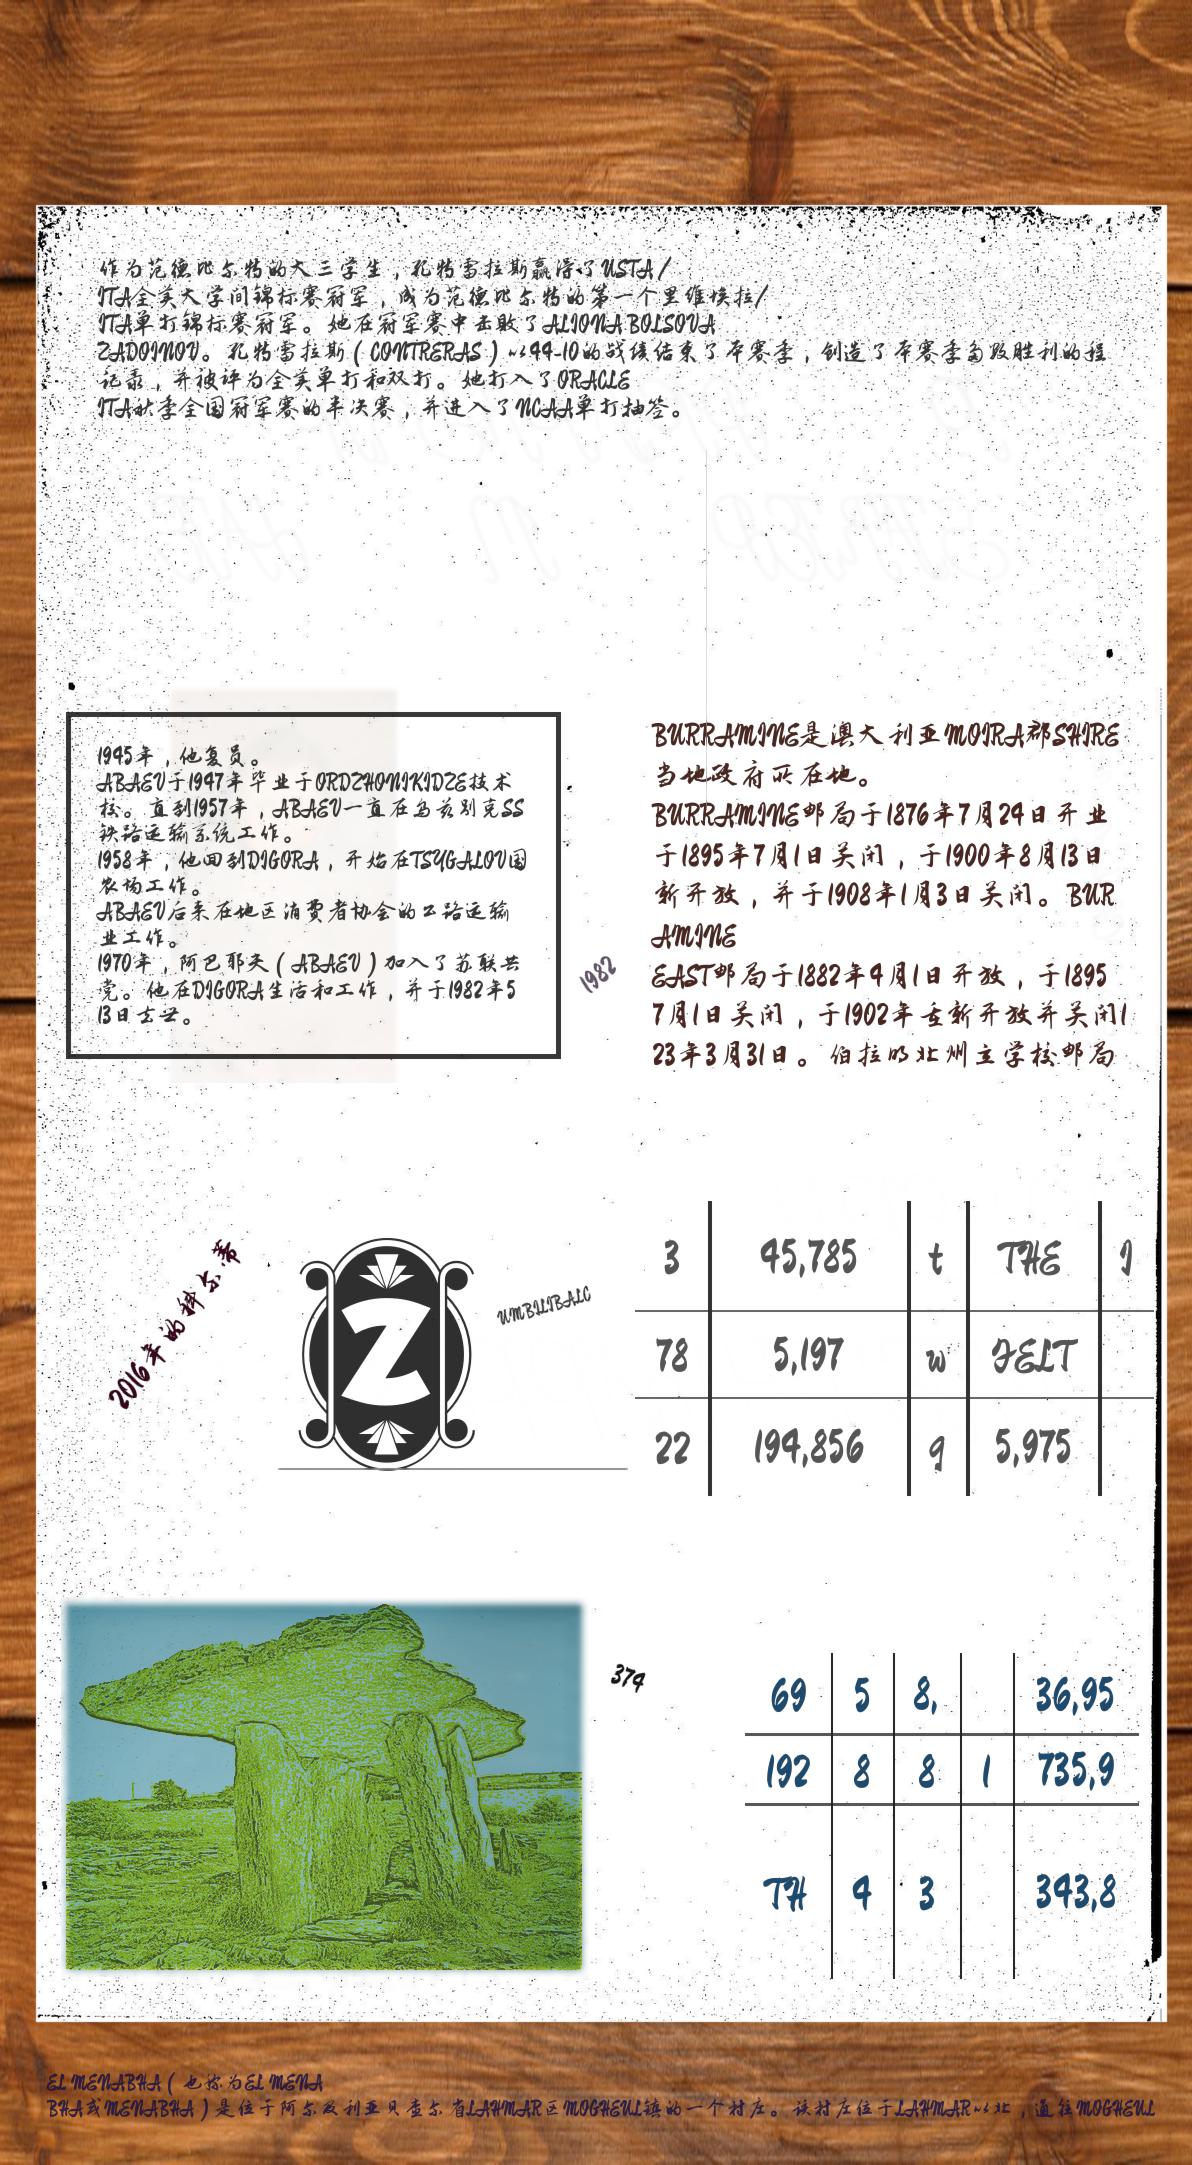 作为范德比尔特的大三学生，孔特雷拉斯赢得了USTA/
ITA全美大学间锦标赛冠军，成为范德比尔特的第一个里维埃拉/
ITA单打锦标赛冠军。她在冠军赛中击败了ALIONA BOLSOVA
ZADOINOV。孔特雷拉斯（CONTRERAS）以44-10的战绩结束了本赛季，创造了本赛季多数胜利的程
记录，并被评为全美单打和双打。她打入了ORACLE
ITA秋季全国冠军赛的半决赛，并进入了NCAA单打抽签。
1945年，他复员。
ABAEV于1947年毕业于ORDZHONIKIDZE技术
校。直到1957年，ABAEV一直在乌兹别克SS
铁路运输系统工作。
1958年，他回到DIGORA，开始在TSYGALOV国
农场工作。
ABAEV后来在地区消费者协会的公路运输
业工作。
1970年，阿巴耶夫（ABAEV）加入了苏联共
党。他在DIGORA生活和工作，并于1982年5
13日去世。
1982
BURRAMINE是澳大利亚MOIRA郡SHIRE
当地政府所在地。
BURRAMINE邮局于1876年7月24日开业
于1895年7月1日关闭，于1900年8月13日
新开放，并于1908年1月3日关闭。BUR
AMINE
EAST邮局于1882年4月1日开放，于1895
7月1日关闭，于1902年重新开放并关闭1
23年3月31日。伯拉明北州立学校邮局
2016年的科尔蒂
Z
UMBILIBALC
3 45,785 t THE I
78 5,197 w FELT
22 194,856 q 5,975
374
69 5 8, 36,95
192 8 8 1 735,9
TH 4 3 343,8
EL MENABHA（也称为EL MENA
BHA或MENABHA）是位于阿尔及利亚贝查尔省LAHMAR区MOGHEUL镇的一个村庄。该村庄位于LAHMAR以北，通往MOGHEUL